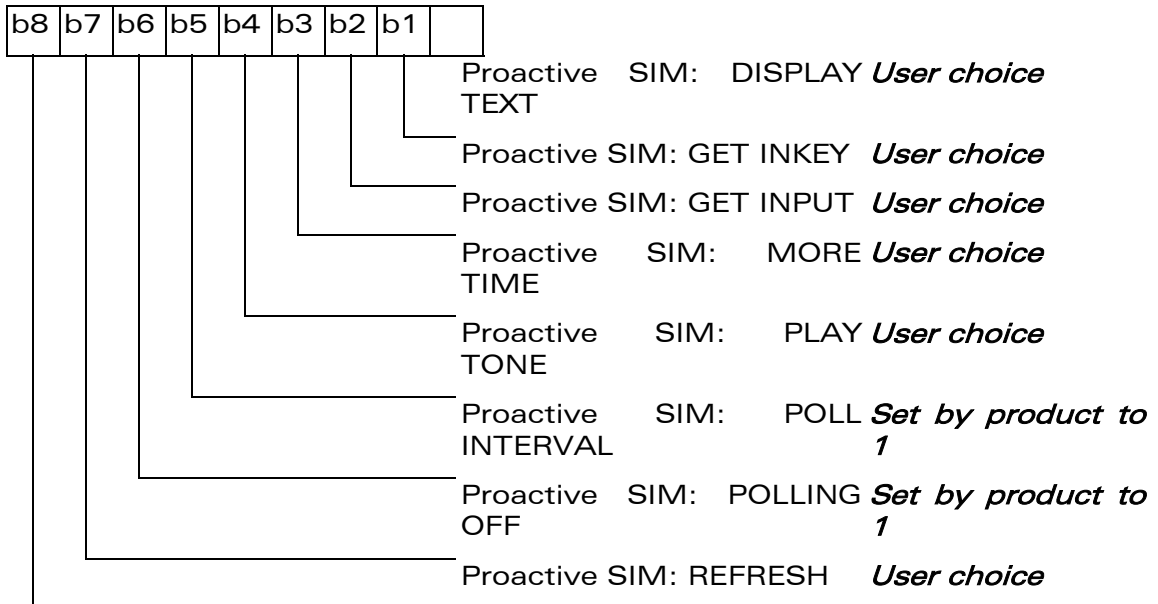 b8 b7 b6 b5 b4 b3 b2 b1
Proactive SIM: DISPLAY User choice
TEXT
Proactive SIM: GET INKEY User choice
Proactive SIM: GET INPUT User choice
Proactive SIM: MORE User choice
TIME
Proactive SIM: PLAY User choice
TONE
Proactive SIM: POLL Set by product to
INTERVAL 1
Proactive SIM: POLLING Set by product to
OFF 1
Proactive SIM: REFRESH User choice